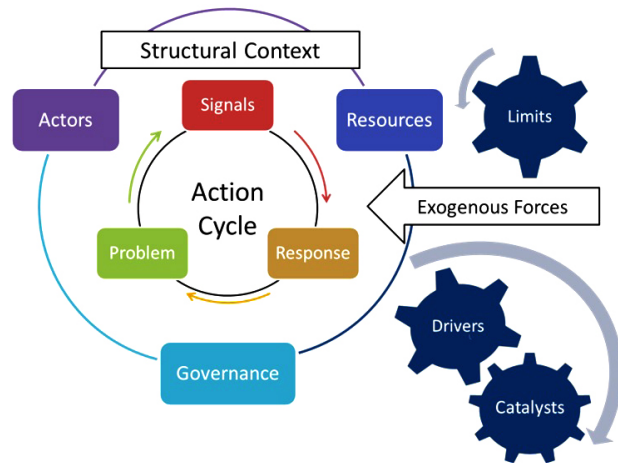 Structural Context
Signals
Actors
Resources
Limits
Action
Cycle
Exogenous Forces
Problem
Response
Drivers
Governance
Catalysts